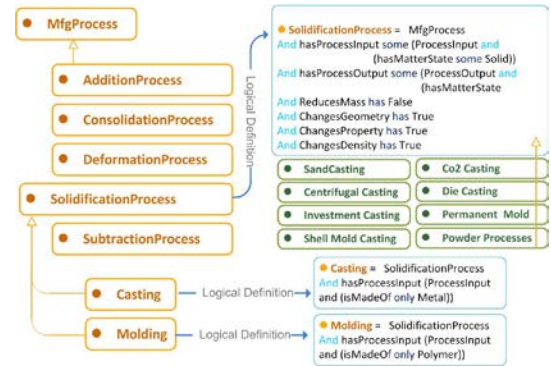 MfgProcess
AdditionProcess
ConsolidationProcess
DeformationProcess
SolidificationProcess
SubtractionProcess
Casting
Molding
Logical Definition
SolidificationProcess = MfgProcess
And hasProcessInput some (ProcessInput and
(hasMatterState some Solid))
And hasProcessOutput some (ProcessOutput and
(hasMatterState
And ReducesMass has False
And ChangesGeometry has True
And ChangesProperty has True
And ChangesDensity has True
SandCasting
Co2 Casting
Centrifugal Casting
Die Casting
Investment Casting
Permanent Mold
Shell Mold Casting
Powder Processes
Logical Definition
Casting = SolidificationProcess
And hasProcessInput (ProcessInput
and (isMadeOf only Metal))
Logical Definition
Molding = SolidificationProcess
And hasProcessInput (ProcessInput
and (isMadeOf only Polymer))